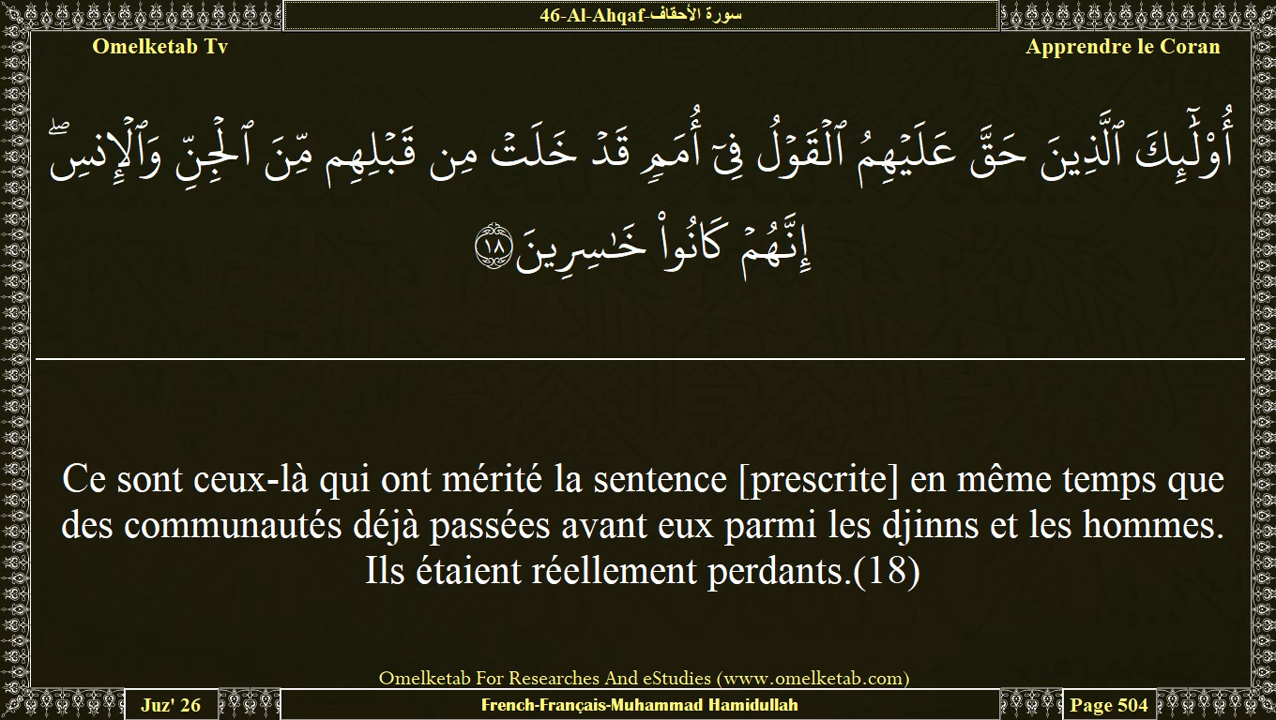 46-Al-Ahqaf-سورة الأحقاف
Omelketab Tv
Apprendre le Coran
أُوْلَٰٓئِكَ ٱلَّذِينَ حَقَّ عَلَيۡهِمُ ٱلۡقَوۡلُ فِيٓ أُمَمٖ قَدۡ خَلَتۡ مِن قَبۡلِهِم مِّنَ ٱلۡجِنِّ وَٱلۡإِنسِۖ
إِنَّهُمۡ كَانُواْ خَٰسِرِينَ ١٨
Ce sont ceux-là qui ont mérité la sentence [prescrite] en même temps que
des communautés déjà passées avant eux parmi les djinns et les hommes.
Ils étaient réellement perdants.(18)
Omelketab For Researches And eStudies (www.omelketab.com)
Juz' 26
French-Français-Muhammad Hamidullah
Page 504